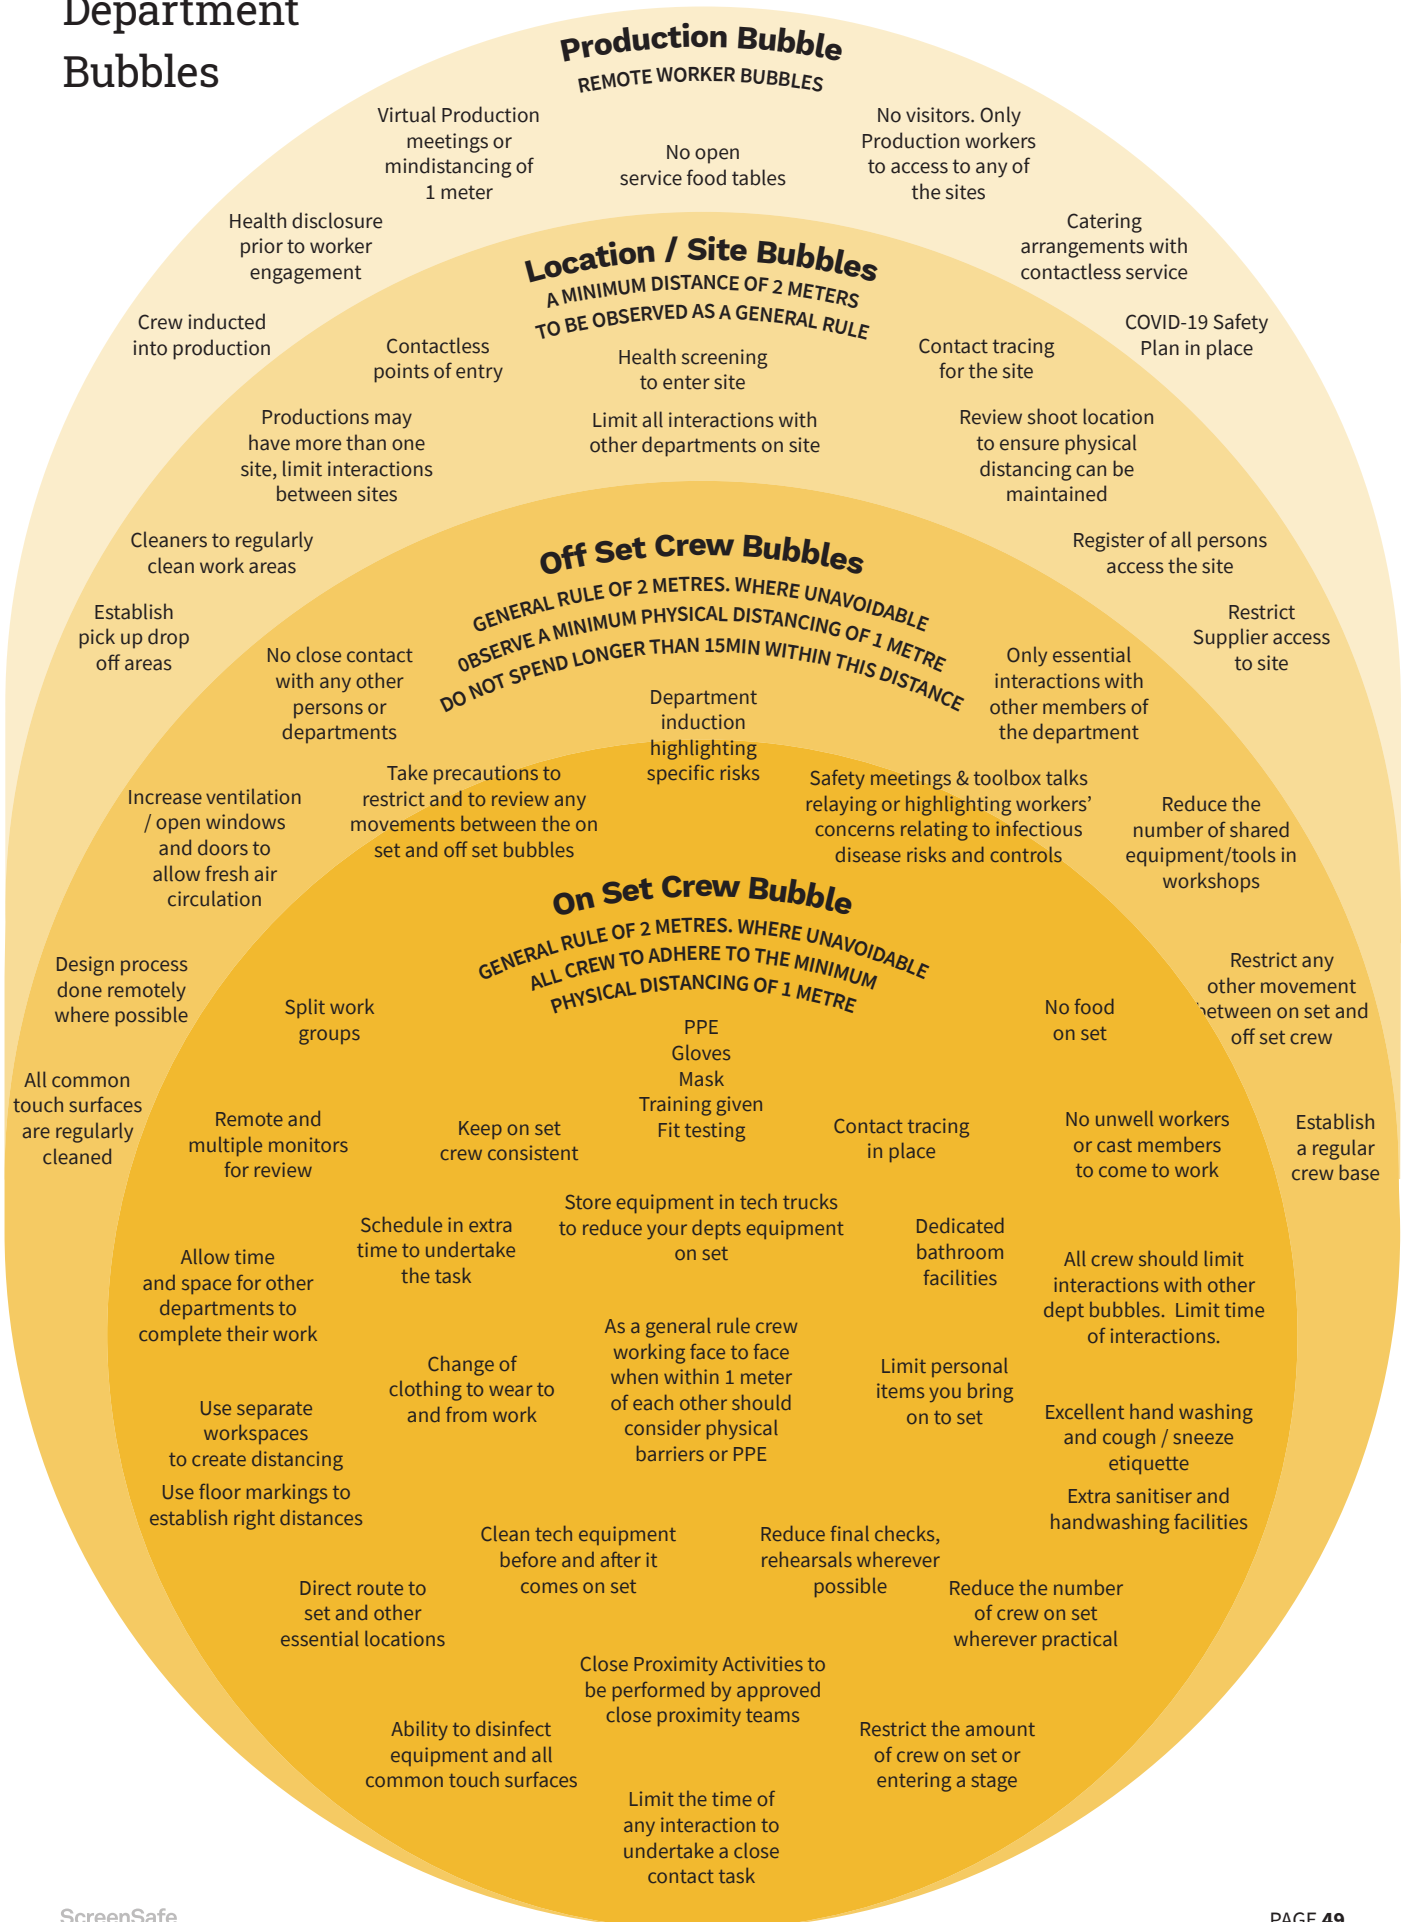 Department
Bubbles
Production Bubble
REMOTE WORKER BUBBLES
Virtual Production
meetings or
mindistancing of
1 meter
No open
service food tables
No visitors. Only
Production workers
to access to any of
the sites
Health disclosure
prior to worker
engagement
Catering
arrangements with
contactless service
Crew inducted
into production
COVID-19 Safety
Plan in place
Location / Site Bubbles
A MINIMUM DISTANCE OF 2 METERS
TO BE OBSERVED AS A GENERAL RULE
Contactless
points of entry
Health screening
to enter site
Contact tracing
for the site
Productions may
have more than one
site, limit interactions
between sites
Limit all interactions with
other departments on site
Review shoot location
to ensure physical
distancing can be
maintained
Cleaners to regularly
clean work areas
Register of all persons
access the site
Establish
pick up drop
off areas
Restrict
Supplier access
to site
Off Set Crew Bubbles
GENERAL RULE OF 2 METRES. WHERE UNAVOIDABLE
0BSERVE A MINIMUM PHYSICAL DISTANCING OF 1 METRE
DO NOT SPEND LONGER THAN 15MIN WITHIN THIS DISTANCE
No close contact
with any other
persons or
departments
Department
induction
highlighting
specific risks
Only essential
interactions with
other members of
the department
Take precautions to
restrict and to review any
movements between the on
set and off set bubbles
Safety meetings & toolbox talks
relaying or highlighting workers'
concerns relating to infectious
disease risks and controls
Increase ventilation
/ open windows
and doors to
allow fresh air
circulation
Reduce the
number of shared
equipment/tools in
workshops
Design process
done remotely
where possible
Restrict any
other movement
between on set and
off set crew
All common
touch surfaces
are regularly
cleaned
Establish
a regular
crew base
On Set Crew Bubble
GENERAL RULE OF 2 METRES. WHERE UNAVOIDABLE
ALL CREW TO ADHERE TO THE MINIMUM
PHYSICAL DISTANCING OF 1 METRE
Split work
groups
PPE
Gloves
Mask
Training given
Fit testing
No food
on set
Remote and
multiple monitors
for review
Keep on set
crew consistent
Contact tracing
in place
No unwell workers
or cast members
to come to work
Store equipment in tech trucks
to reduce your depts equipment
on set
Schedule in extra
time to undertake
the task
Dedicated
bathroom
facilities
Allow time
and space for other
departments to
complete their work
All crew should limit
interactions with other
dept bubbles. Limit time
of interactions.
As a general rule crew
working face to face
when within 1 meter
of each other should
consider physical
barriers or PPE
Change of
clothing to wear to
and from work
Limit personal
items you bring
on to set
Use separate
workspaces
to create distancing
Excellent hand washing
and cough / sneeze
etiquette
Use floor markings to
establish right distances
Extra sanitiser and
handwashing facilities
Clean tech equipment
before and after it
comes on set
Reduce final checks,
rehearsals wherever
possible
Direct route to
set and other
essential locations
Reduce the number
of crew on set
wherever practical
Close Proximity Activities to
be performed by approved
close proximity teams
Ability to disinfect
equipment and all
common touch surfaces
Restrict the amount
of crew on set or
entering a stage
Limit the time of
any interaction to
undertake a close
contact task
ScreenSafe
PAGE 49